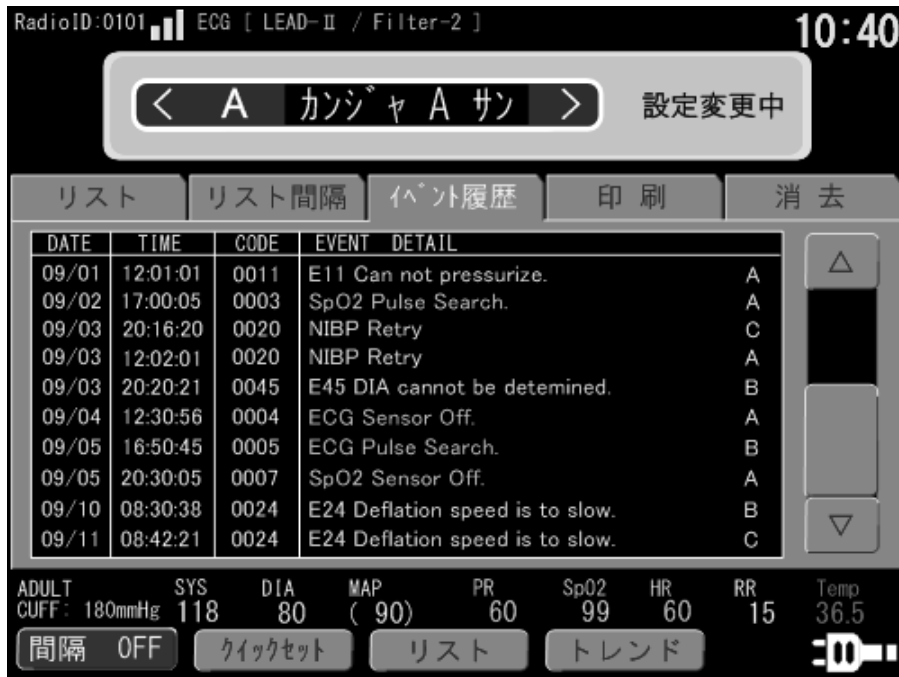 RadioID:0101 ECG [ LEAD-Ⅱ / Filter-2 ] 10:40
< A カンジャ A サン > 設定変更中
リスト リスト間隔 イベント履歴 印刷 消去
DATE TIME CODE EVENT DETAIL
09/01 12:01:01 0011 E11 Can not pressurize. A
09/02 17:00:05 0003 SpO2 Pulse Search. A
09/03 20:16:20 0020 NIBP Retry C
09/03 12:02:01 0020 NIBP Retry A
09/03 20:20:21 0045 E45 DIA cannot be detemined. B
09/04 12:30:56 0004 ECG Sensor Off. A
09/05 16:50:45 0005 ECG Pulse Search. B
09/05 20:30:05 0007 SpO2 Sensor Off. A
09/10 08:30:38 0024 E24 Deflation speed is to slow. B
09/11 08:42:21 0024 E24 Deflation speed is to slow. C
ADULT SYS DIA MAP PR SpO2 HR RR Temp
CUFF: 180mmHg 118 80 ( 90) 60 99 60 15 36.5
間隔 OFF クイックセット リスト トレンド